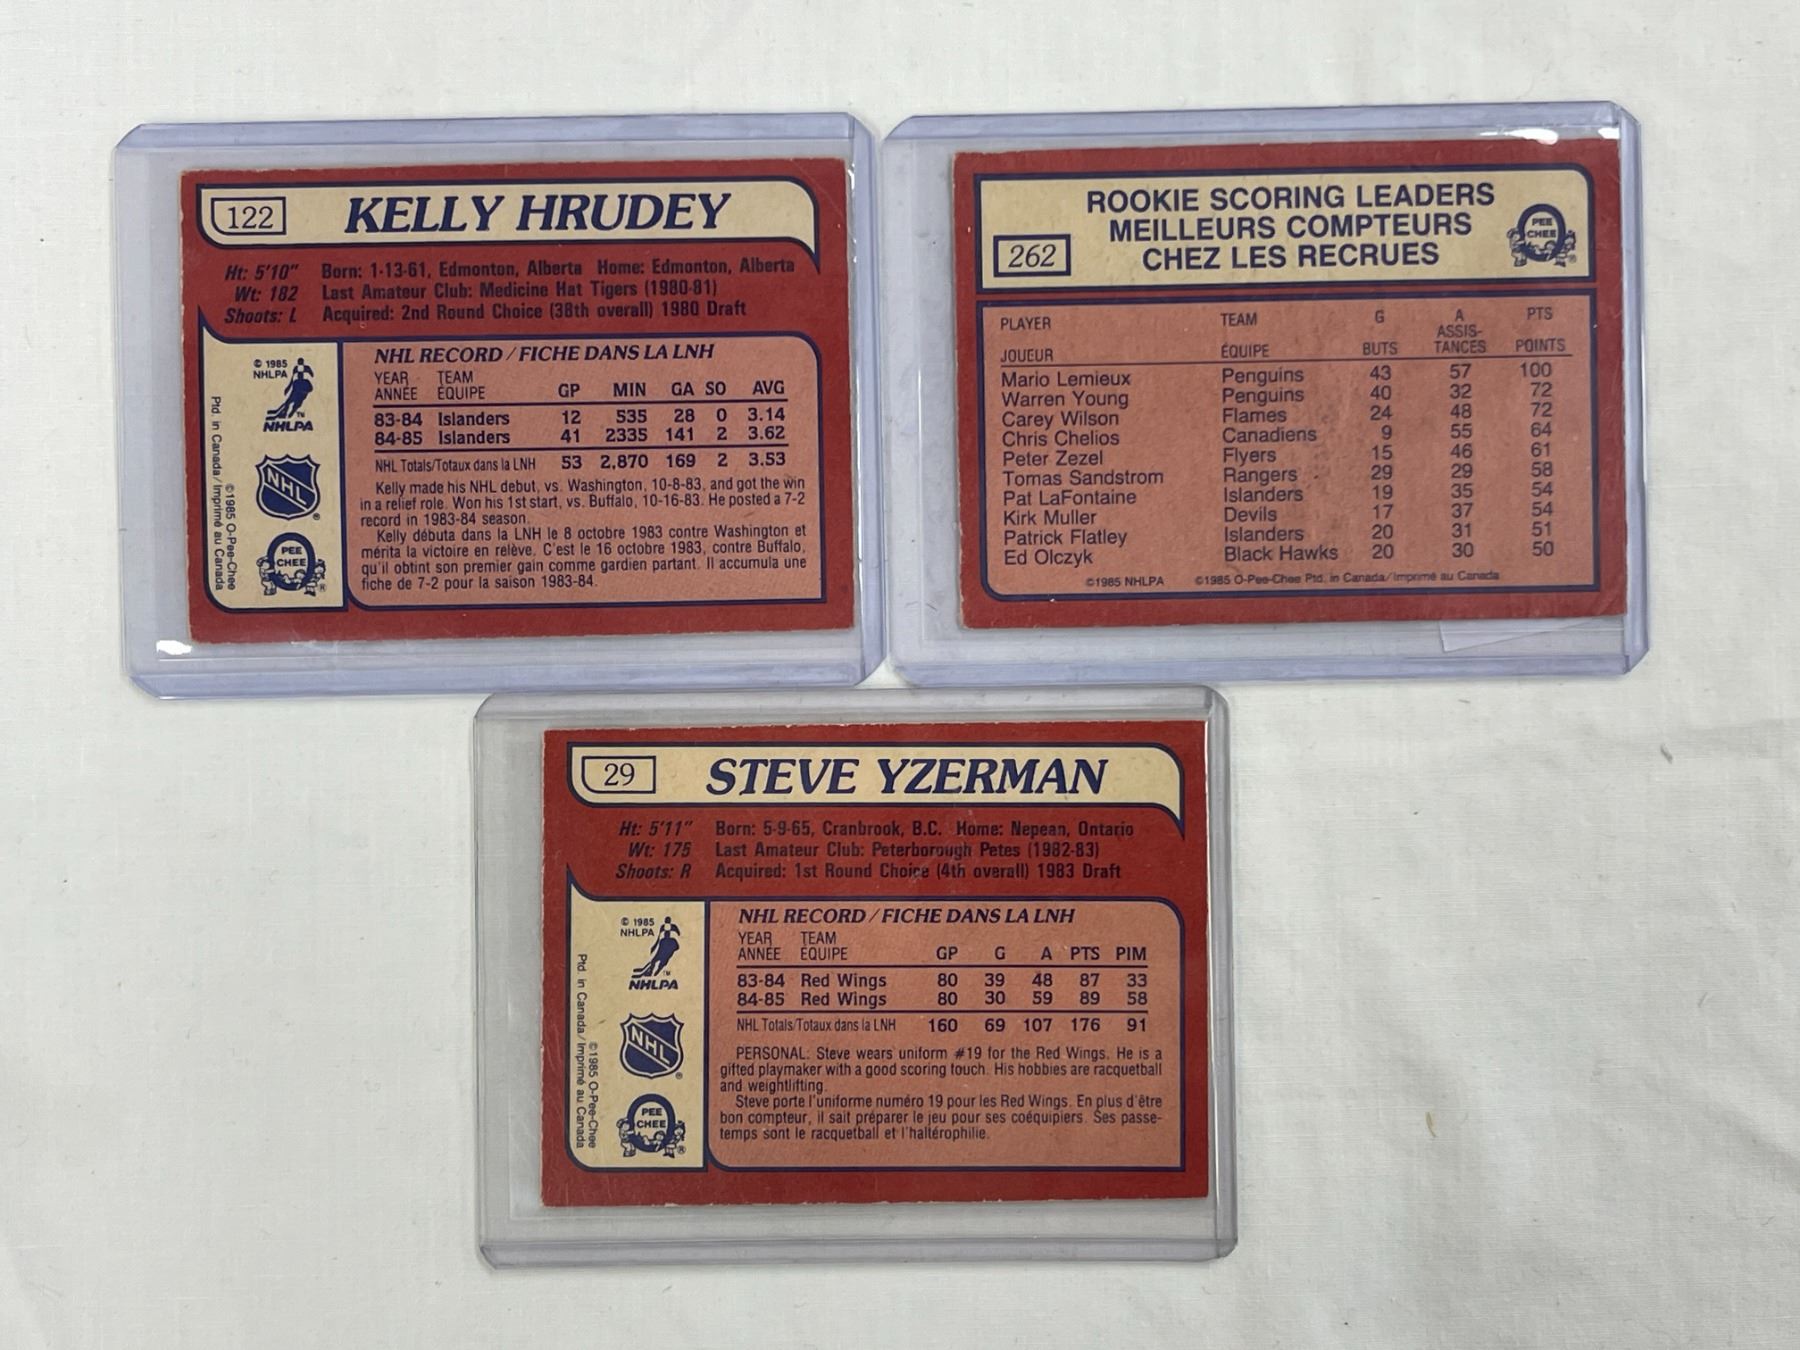 122 KELLY HRUDEY
Ht: 5'10" Born: 1-13-61, Edmonton, Alberta Home: Edmonton, Alberta
Wt: 182 Last Amateur Club: Medicine Hat Tigers (1980-81)
Shoots: L Acquired: 2nd Round Choice (38th overall) 1980 Draft
© 1985
NHLPA
TM
NHLPA
NHL
®
PEE
CHEE
®
Ptd. in Canada/Imprimé au Canada
©1985 O-Pee-Chee
NHL RECORD/FICHE DANS LA LNH
YEAR TEAM
ANNÉE ÉQUIPE GP MIN GA SO AVG
83-84 Islanders 12 535 28 0 3.14
84-85 Islanders 41 2335 141 2 3.62
NHL Totals/Totaux dans la LNH 53 2,870 169 2 3.53
Kelly made his NHL debut, vs. Washington, 10-8-83, and got the win
in a relief role. Won his 1st start, vs. Buffalo, 10-16-83. He posted a 7-2
record in 1983-84 season.
Kelly débuta dans la LNH le 8 octobre 1983 contre Washington et
mérita la victoire en relève. C'est le 16 octobre 1983, contre Buffalo,
qu'il obtint son premier gain comme gardien partant. Il accumula une
fiche de 7-2 pour la saison 1983-84.
262
ROOKIE SCORING LEADERS
MEILLEURS COMPTEURS
CHEZ LES RECRUES
PEE
CHEE
®
PLAYER TEAM G A PTS
JOUEUR ÉQUIPE BUTS ASSIS- POINTS
TANCES
Mario Lemieux Penguins 43 57 100
Warren Young Penguins 40 32 72
Carey Wilson Flames 24 48 72
Chris Chelios Canadiens 9 55 64
Peter Zezel Flyers 15 46 61
Tomas Sandstrom Rangers 29 29 58
Pat LaFontaine Islanders 19 35 54
Kirk Muller Devils 17 37 54
Patrick Flatley Islanders 20 31 51
Ed Olczyk Black Hawks 20 30 50
©1985 NHLPA ©1985 O-Pee-Chee Ptd. in Canada/Imprimé au Canada
29 STEVE YZERMAN
Ht: 5'11" Born: 5-9-65, Cranbrook, B.C. Home: Nepean, Ontario
Wt: 175 Last Amateur Club: Peterborough Petes (1982-83)
Shoots: R Acquired: 1st Round Choice (4th overall) 1983 Draft
© 1985
NHLPA
TM
NHLPA
NHL
®
PEE
CHEE
®
Ptd. in Canada/Imprimé au Canada
©1985 O-Pee-Chee
NHL RECORD/FICHE DANS LA LNH
YEAR TEAM
ANNÉE ÉQUIPE GP G A PTS PIM
83-84 Red Wings 80 39 48 87 33
84-85 Red Wings 80 30 59 89 58
NHL Totals/Totaux dans la LNH 160 69 107 176 91
PERSONAL: Steve wears uniform #19 for the Red Wings. He is a
gifted playmaker with a good scoring touch. His hobbies are racquetball
and weightlifting.
Steve porte l'uniforme numéro 19 pour les Red Wings. En plus d'être
bon compteur, il sait préparer le jeu pour ses coéquipiers. Ses passe-
temps sont le racquetball et l'haltérophilie.